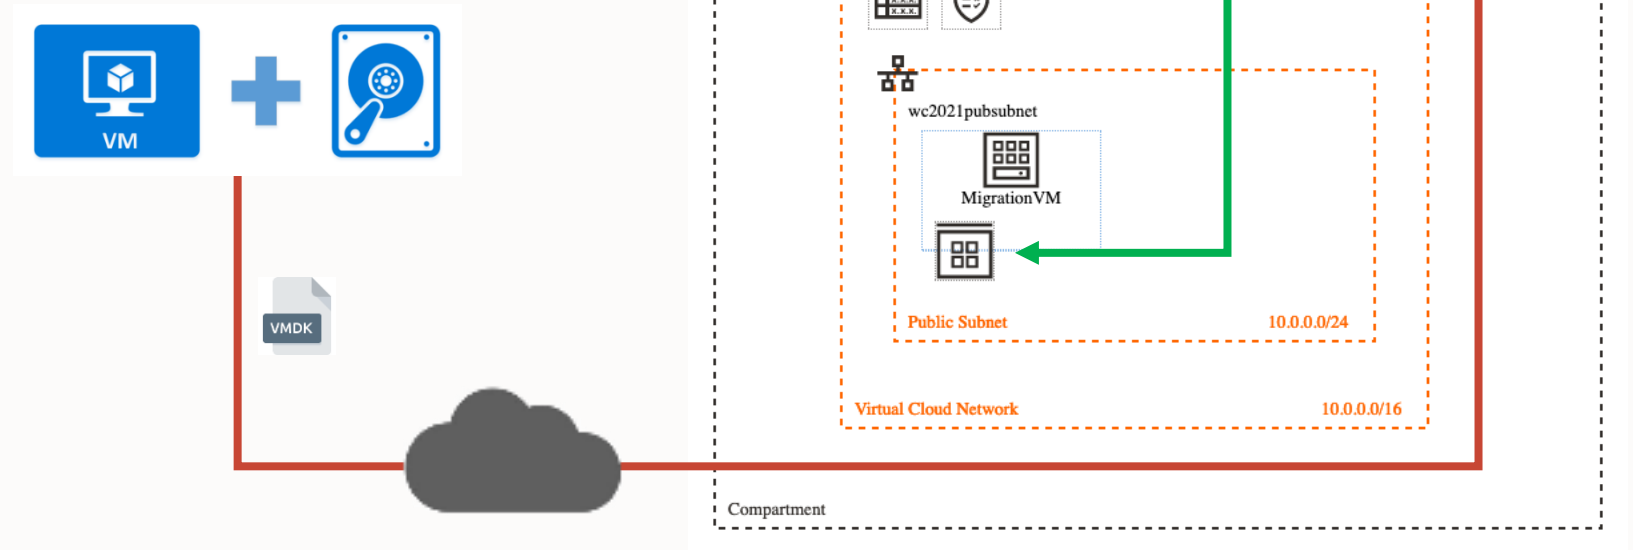 VM
wc2021pubsubnet
MigrationVM
VMDK
Public Subnet 10.0.0.0/24
Virtual Cloud Network 10.0.0.0/16
Compartment